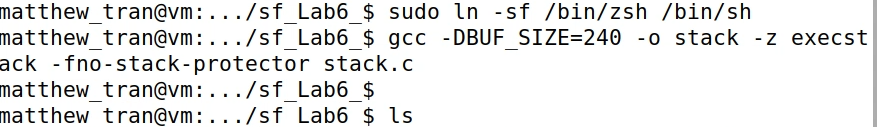 matthew_tran@vm:.../sf_Lab6_$ sudo ln -sf /bin/zsh /bin/sh
matthew_tran@vm:.../sf_Lab6_$ gcc -DBUF_SIZE=240 -o stack -z execst
ack -fno-stack-protector stack.c
matthew_tran@vm:.../sf_Lab6_$
matthew_tran@vm:.../sf_Lab6_$ ls